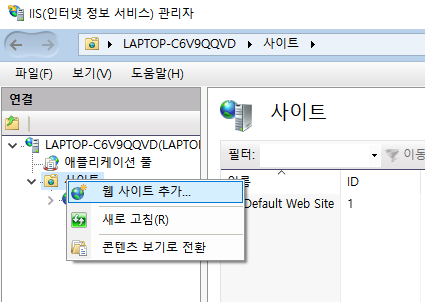 IIS(인터넷 정보 서비스) 관리자
LAPTOP-C6V9QQVD
사이트
파일(F)
보기(V)
도움말(H)
연결
LAPTOP-C6V9QQVD(LAPTO
애플리케이션 풀
사이트
웹 사이트 추가...
새로 고침(R)
콘텐츠 보기로 전환
사이트
필터:
이동
이름
ID
Default Web Site
1